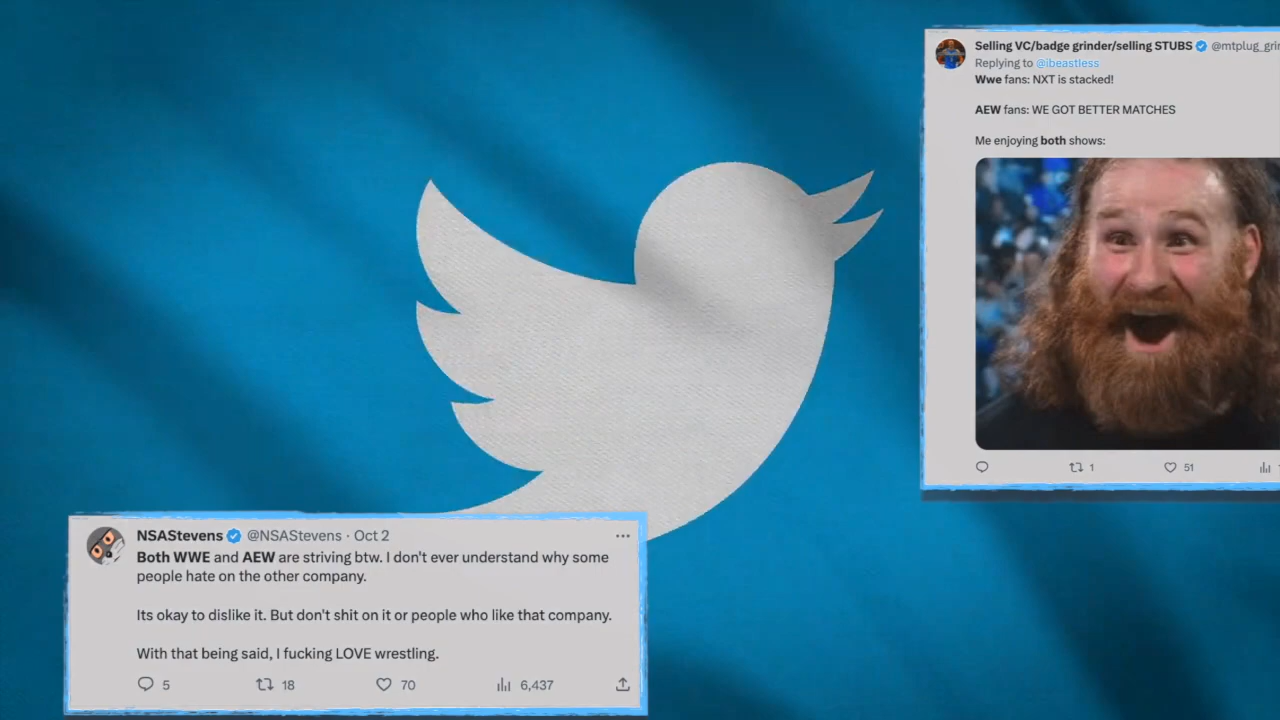 Selling VC/badge grinder/selling STUBS @mtplug_grin
Replying to @ibeastless
Wwe fans: NXT is stacked!
AEW fans: WE GOT BETTER MATCHES
Me enjoying both shows:
1 51
NSAStevens @NSAStevens · Oct 2
Both WWE and AEW are striving btw. I don't ever understand why some
people hate on the other company.
Its okay to dislike it. But don't shit on it or people who like that company.
With that being said, I fucking LOVE wrestling.
5 18 70 6,437